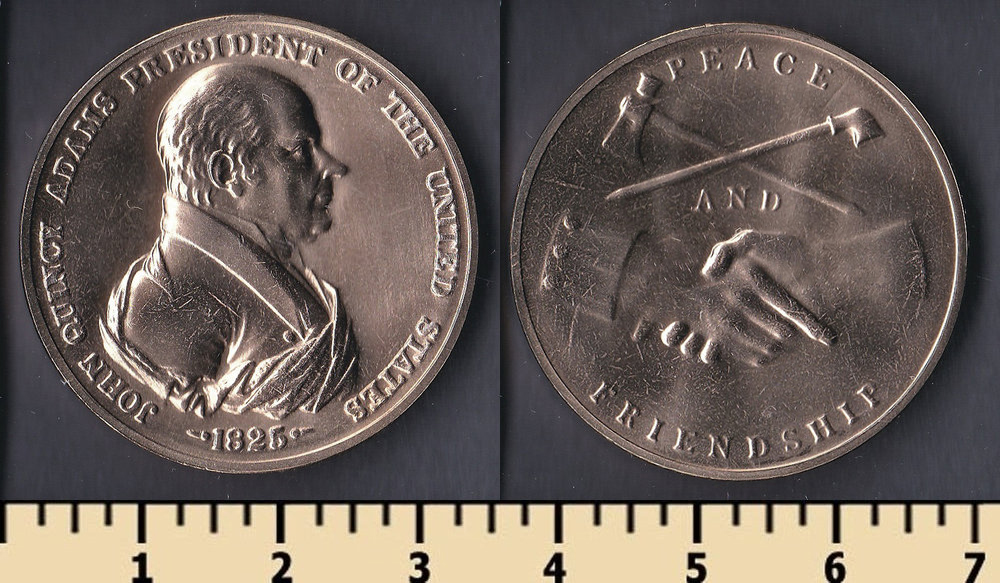 JOHN QUINCY ADAMS PRESIDENT OF THE UNITED STATES
1825
PEACE
AND
FRIENDSHIP
1 2 3 4 5 6 7